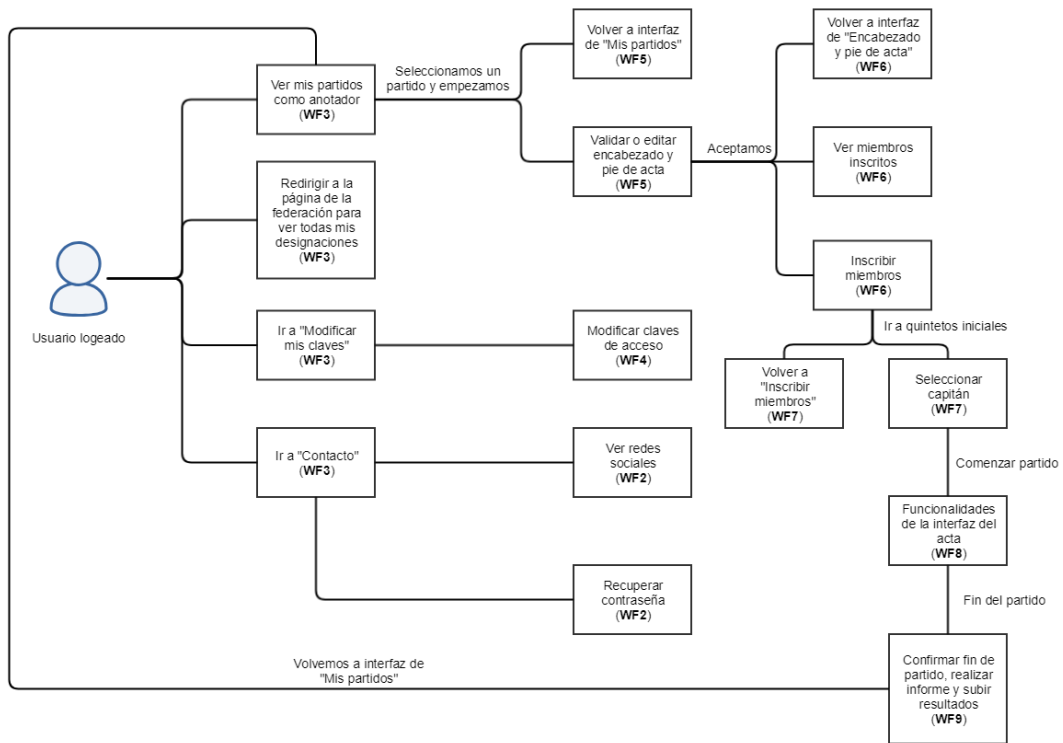 Volver a interfaz
de "Mis partidos"
(WF5)
Volver a interfaz
de "Encabezado
y pie de acta"
(WF6)
Ver mis partidos
como anotador
(WF3)
Seleccionamos un
partido y empezamos
Validar o editar
encabezado y
pie de acta
(WF5)
Aceptamos
Ver miembros
inscritos
(WF6)
Redirigir a la
página de la
federación para
ver todas mis
designaciones
(WF3)
Inscribir
miembros
(WF6)
Usuario logeado
Ir a "Modificar
mis claves"
(WF3)
Modificar claves
de acceso
(WF4)
Ir a quintetos iniciales
Volver a
"Inscribir
miembros"
(WF7)
Seleccionar
capitán
(WF7)
Ir a "Contacto"
(WF3)
Ver redes
sociales
(WF2)
Comenzar partido
Funcionalidades
de la interfaz del
acta
(WF8)
Recuperar
contraseña
(WF2)
Fin del partido
Volvemos a interfaz de
"Mis partidos"
Confirmar fin de
partido, realizar
informe y subir
resultados
(WF9)